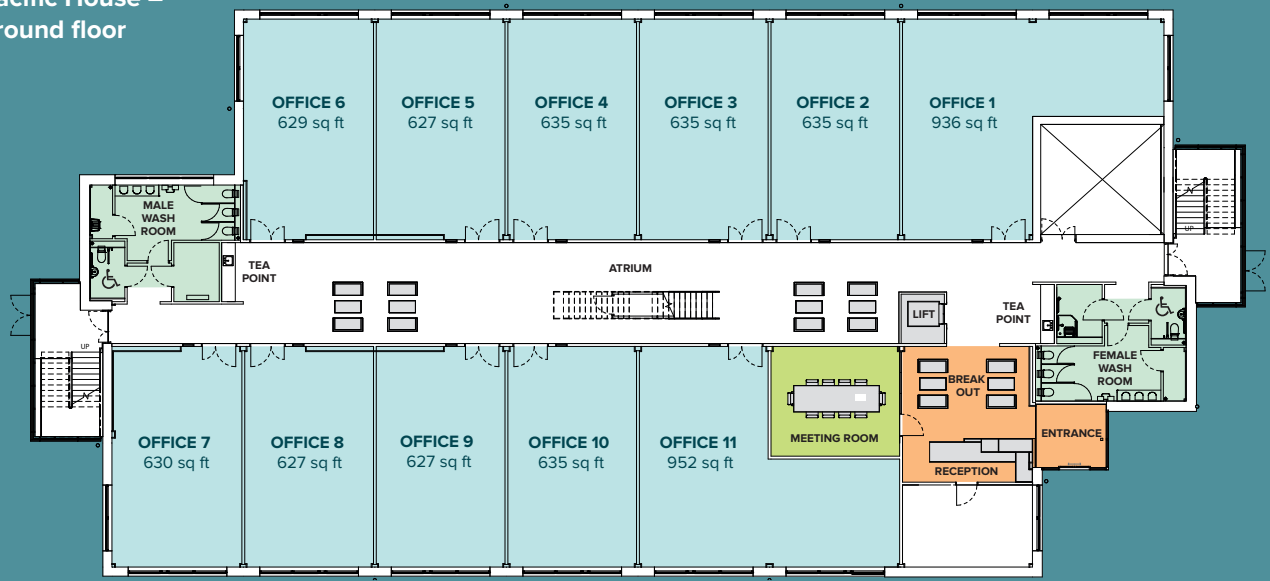 acific House –
round floor
OFFICE 6
629 sq ft
OFFICE 5
627 sq ft
OFFICE 4
635 sq ft
OFFICE 3
635 sq ft
OFFICE 2
635 sq ft
OFFICE 1
936 sq ft
MALE
WASH
ROOM
UP
TEA
POINT
ATRIUM
LIFT
TEA
POINT
UP
FEMALE
WASH
ROOM
BREAK
OUT
MEETING ROOM
ENTRANCE
RECEPTION
OFFICE 7
630 sq ft
OFFICE 8
627 sq ft
OFFICE 9
627 sq ft
OFFICE 10
635 sq ft
OFFICE 11
952 sq ft